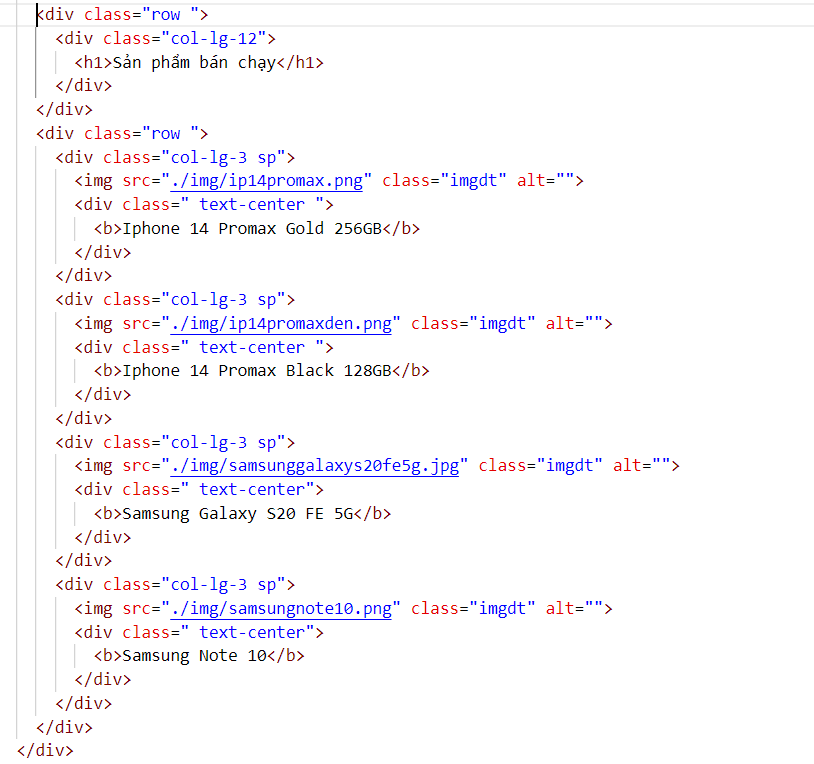 <div class="row ">
<div class="col-lg-12">
<h1>Sản phẩm bán chạy</h1>
</div>
</div>
<div class="row ">
<div class="col-lg-3 sp">
<img src="./img/ip14promax.png" class="imgdt" alt="">
<div class=" text-center ">
<b>Iphone 14 Promax Gold 256GB</b>
</div>
</div>
<div class="col-lg-3 sp">
<img src="./img/ip14promaxden.png" class="imgdt" alt="">
<div class=" text-center ">
<b>Iphone 14 Promax Black 128GB</b>
</div>
</div>
<div class="col-lg-3 sp">
<img src="./img/samsunggalaxys20fe5g.jpg" class="imgdt" alt="">
<div class=" text-center">
<b>Samsung Galaxy S20 FE 5G</b>
</div>
</div>
<div class="col-lg-3 sp">
<img src="./img/samsungnote10.png" class="imgdt" alt="">
<div class=" text-center">
<b>Samsung Note 10</b>
</div>
</div>
</div>
</div>